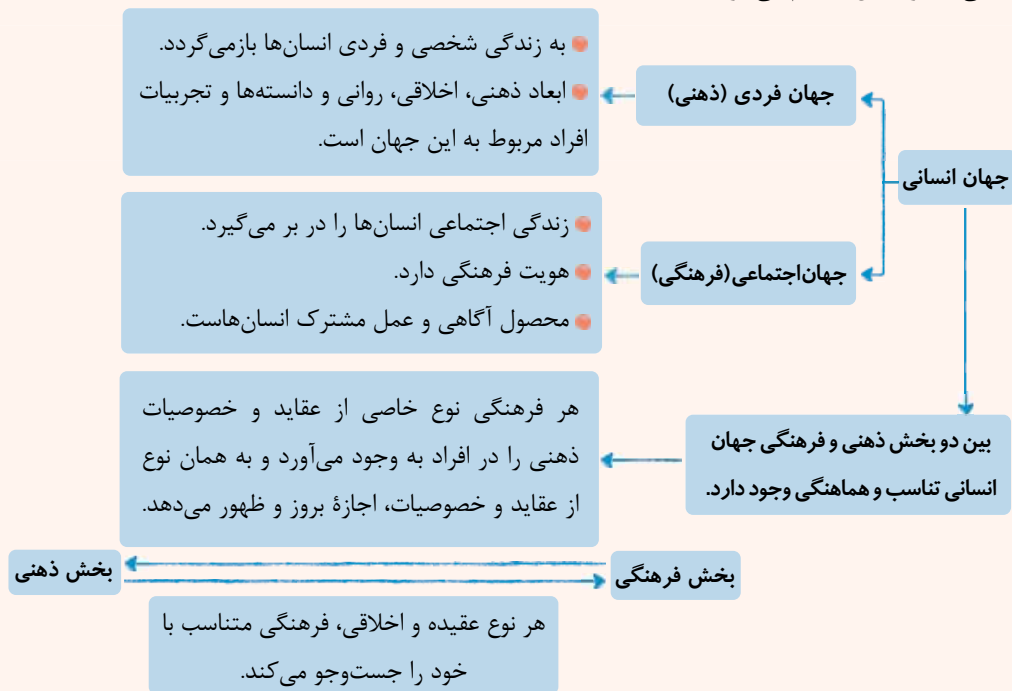 جهان انسانی
جهان فردی (ذهنی)
به زندگی شخصی و فردی انسان‌ها بازمی‌گردد.
ابعاد ذهنی، اخلاقی، روانی و دانسته‌ها و تجربیات
افراد مربوط به این جهان است.
جهان‌اجتماعی(فرهنگی)
زندگی اجتماعی انسان‌ها را در بر می‌گیرد.
هویت فرهنگی دارد.
محصول آگاهی و عمل مشترک انسان‌هاست.
بین دو بخش ذهنی و فرهنگی جهان
انسانی تناسب و هماهنگی وجود دارد.
هر فرهنگی نوع خاصی از عقاید و خصوصیات
ذهنی را در افراد به وجود می‌آورد و به همان نوع
از عقاید و خصوصیات، اجازهٔ بروز و ظهور می‌دهد.
بخش فرهنگی
بخش ذهنی
هر نوع عقیده و اخلاقی، فرهنگی متناسب با
خود را جست‌وجو می‌کند.